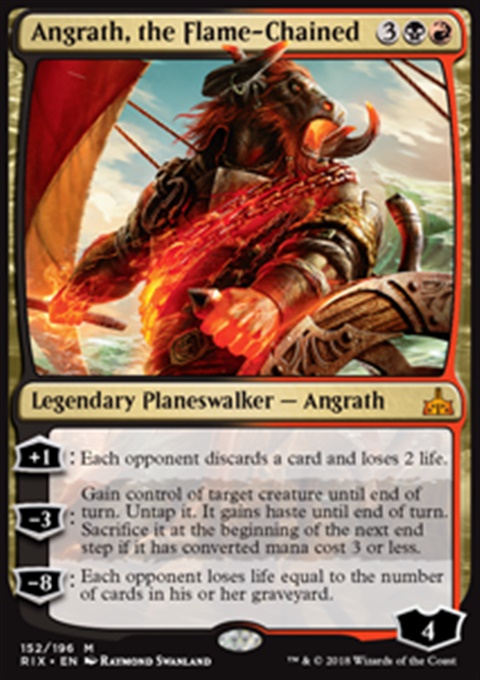 Angrath, the Flame-Chained 3
Legendary Planeswalker — Angrath
+1 : Each opponent discards a card and loses 2 life.
Gain control of target creature until end of
turn. Untap it. It gains haste until end of turn.
-3 : Sacrifice it at the beginning of the next end
step if it has converted mana cost 3 or less.
-8 : Each opponent loses life equal to the number
of cards in his or her graveyard.
4
152/196 M
RIX • EN Raymond Swanland
™ & © 2018 Wizards of the Coast